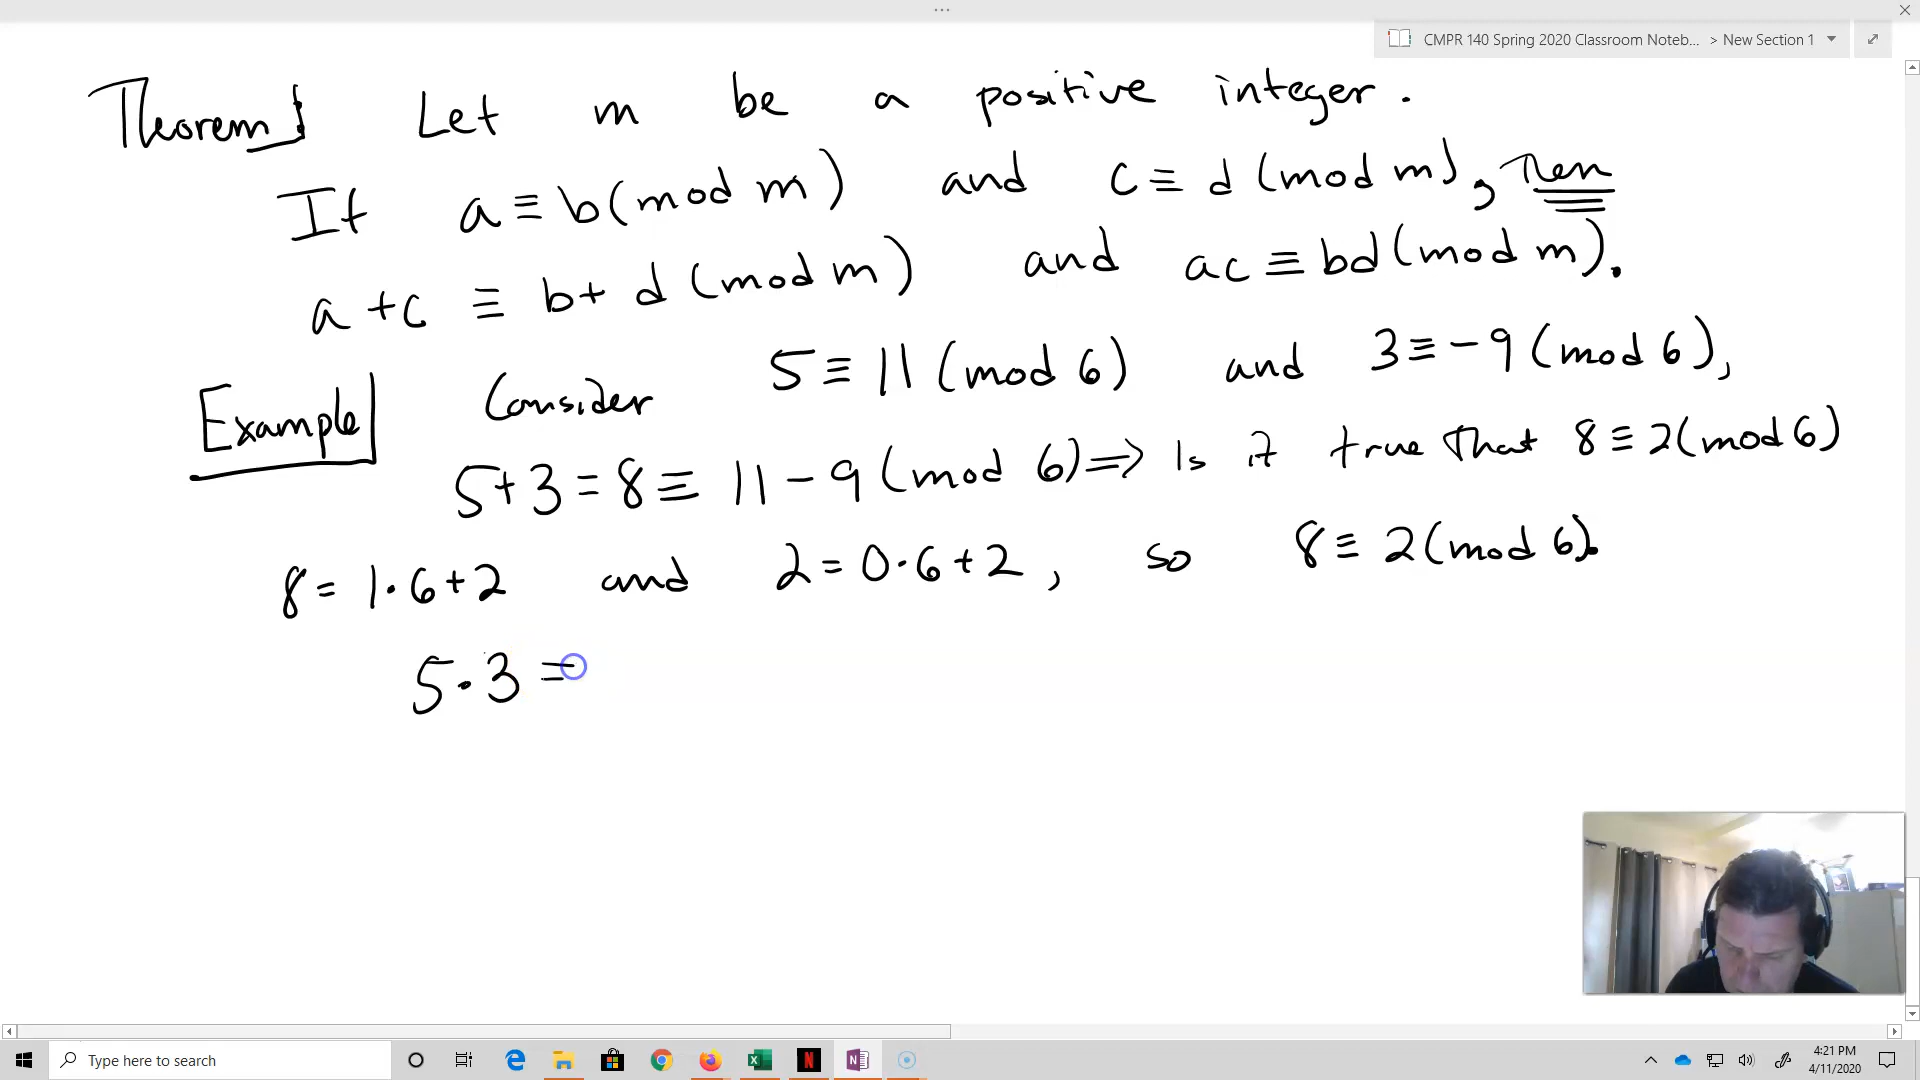 CMPR 140 Spring 2020 Classroom Noteb... > New Section 1
Theorem Let m be a positive integer.
If a ≡ b (mod m) and c ≡ d (mod m), then
a + c ≡ b + d (mod m) and ac ≡ bd (mod m).
Example Consider 5 ≡ 11 (mod 6) and 3 ≡ -9 (mod 6),
5 + 3 = 8 ≡ 11 - 9 (mod 6) ⇒ Is it true that 8 ≡ 2 (mod 6)
8 = 1·6 + 2 and 2 = 0·6 + 2, so 8 ≡ 2 (mod 6).
5·3 =
Type here to search
4:21 PM
4/11/2020